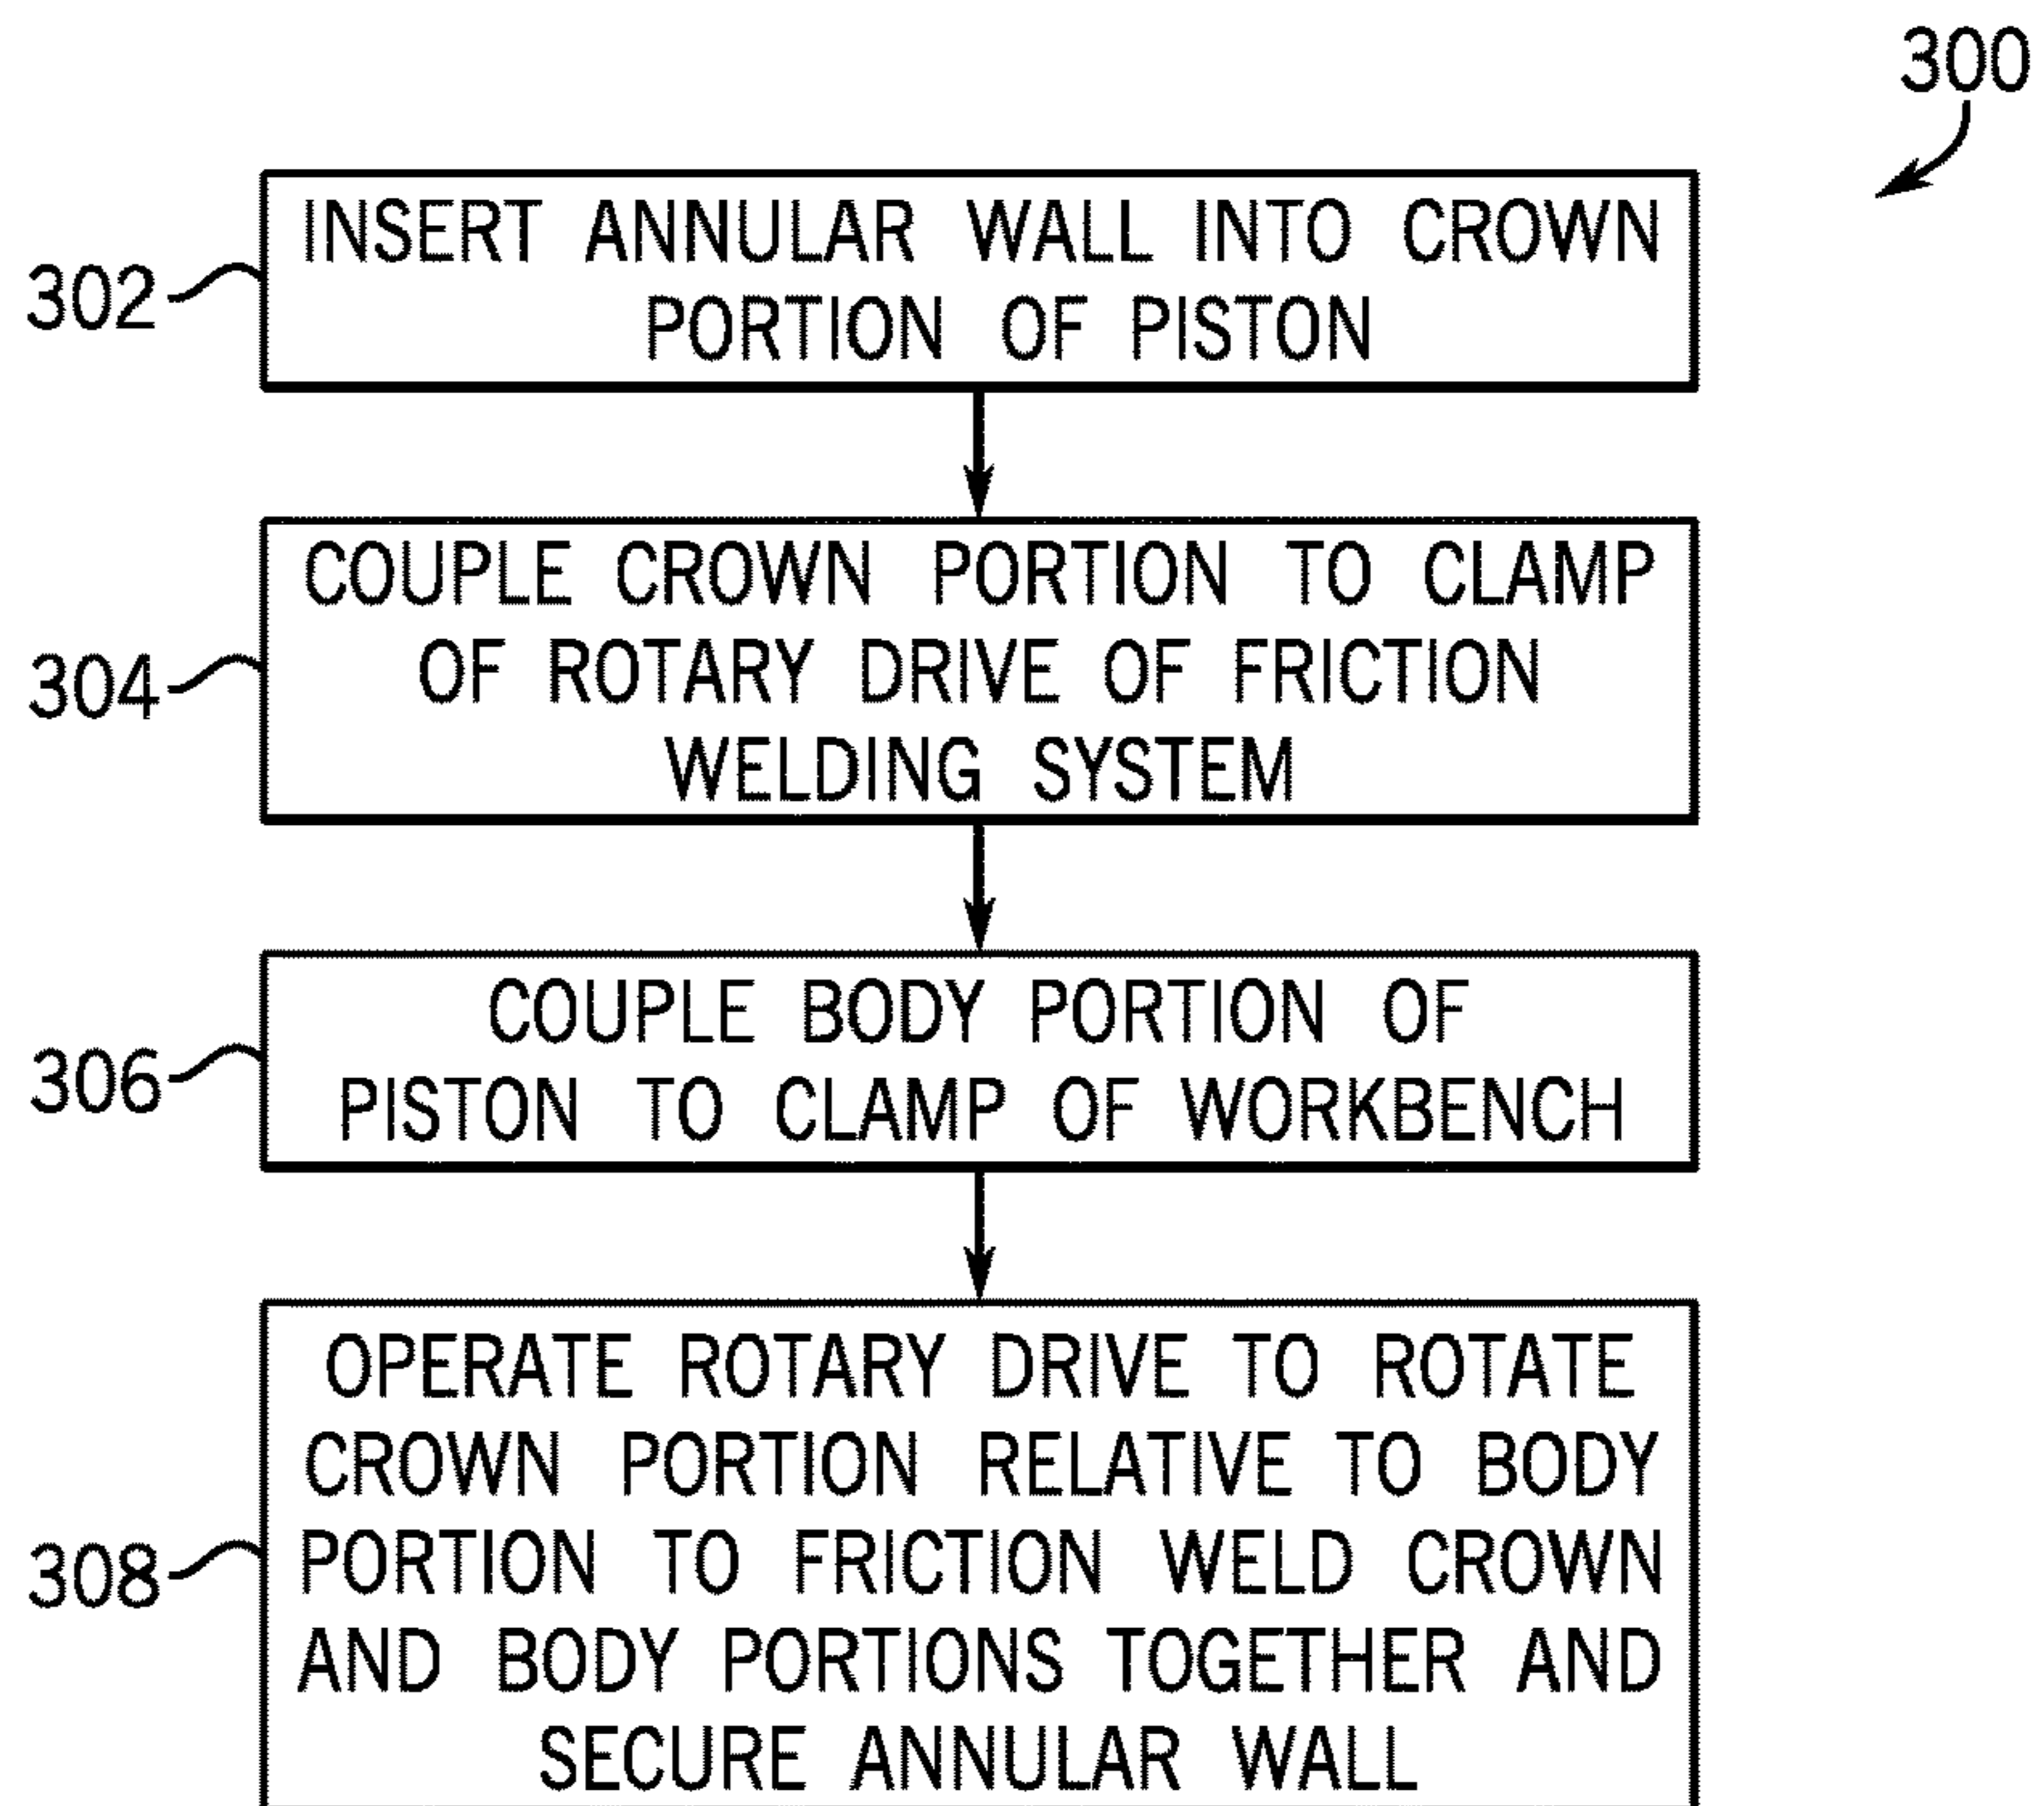 300
302
INSERT ANNULAR WALL INTO CROWN
PORTION OF PISTON
304
COUPLE CROWN PORTION TO CLAMP
OF ROTARY DRIVE OF FRICTION
WELDING SYSTEM
306
COUPLE BODY PORTION OF
PISTON TO CLAMP OF WORKBENCH
308
OPERATE ROTARY DRIVE TO ROTATE
CROWN PORTION RELATIVE TO BODY
PORTION TO FRICTION WELD CROWN
AND BODY PORTIONS TOGETHER AND
SECURE ANNULAR WALL